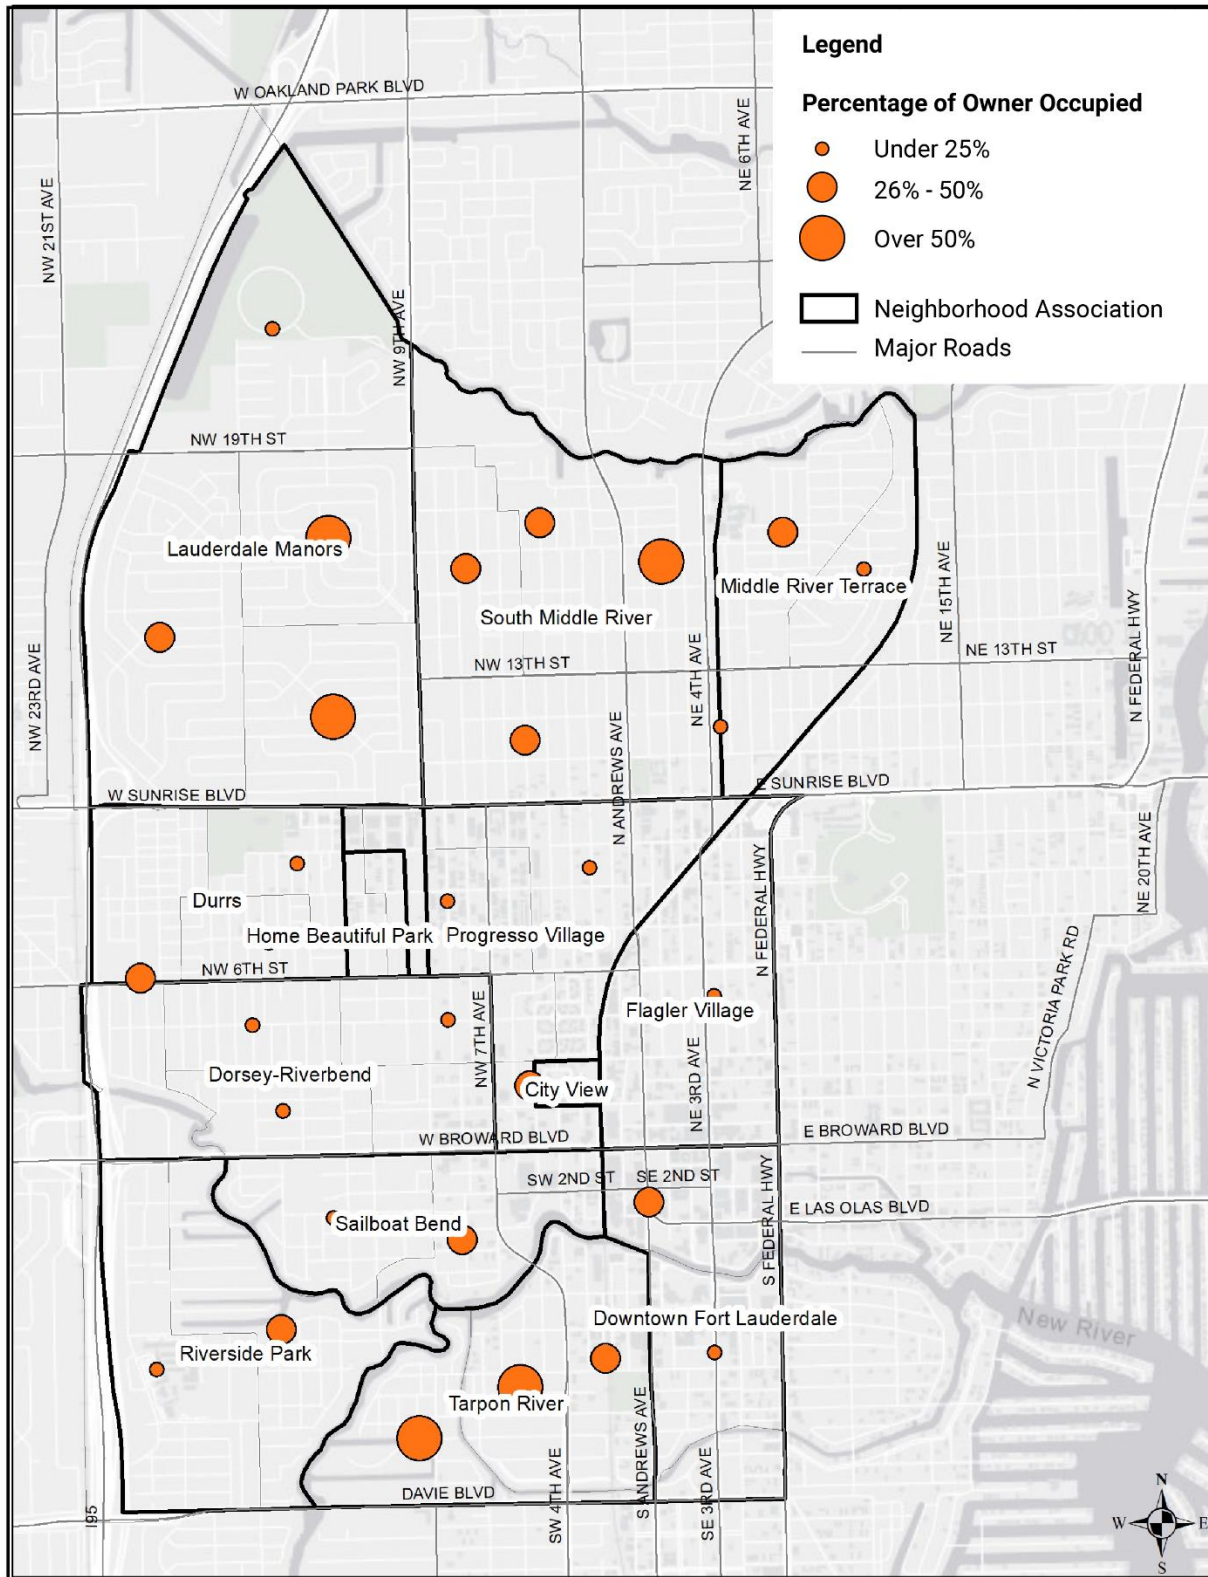 Legend
Percentage of Owner Occupied
Under 25%
26% - 50%
Over 50%
Neighborhood Association
Major Roads
W OAKLAND PARK BLVD
NE 6TH AVE
NW 21ST AVE
NW 9TH AVE
NW 19TH ST
Lauderdale Manors
South Middle River
Middle River Terrace
NE 15TH AVE
NE 13TH ST
NW 13TH ST
NE 4TH AVE
N FEDERAL HWY
NW 23RD AVE
N ANDREWS AVE
W SUNRISE BLVD
E SUNRISE BLVD
NE 20TH AVE
N FEDERAL HWY
Durrs
Home Beautiful Park
Progresso Village
NW 6TH ST
Flagler Village
N VICTORIA PARK RD
NW 7TH AVE
NE 3RD AVE
Dorsey-Riverbend
City View
W BROWARD BLVD
E BROWARD BLVD
SW 2ND ST
SE 2ND ST
E LAS OLAS BLVD
S FEDERAL HWY
Sailboat Bend
Downtown Fort Lauderdale
New River
Riverside Park
Tarpon River
S ANDREWS AVE
SW 4TH AVE
SE 3RD AVE
DAVIE BLVD
I95
N
W
E
S